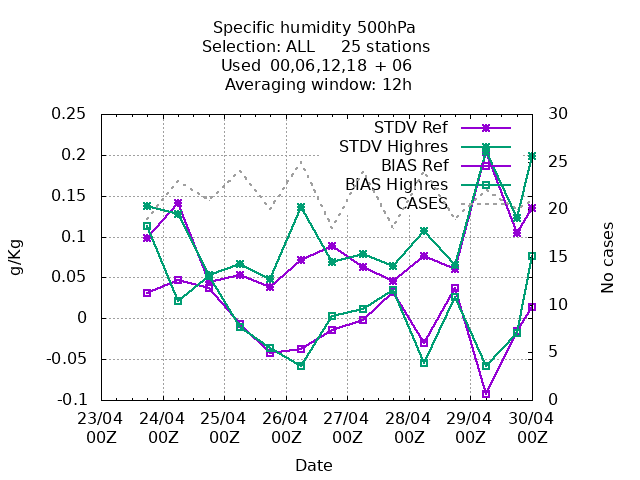 Specific humidity 500hPa
Selection: ALL 25 stations
Used 00,06,12,18 + 06
Averaging window: 12h
0.25
0.2
0.15
0.1
0.05
0
-0.05
-0.1
g/Kg
30
25
20
15
10
5
0
No cases
STDV Ref
STDV Highres
BIAS Ref
BIAS Highres
CASES
23/04 24/04 25/04 26/04 27/04 28/04 29/04 30/04
00Z 00Z 00Z 00Z 00Z 00Z 00Z 00Z
Date